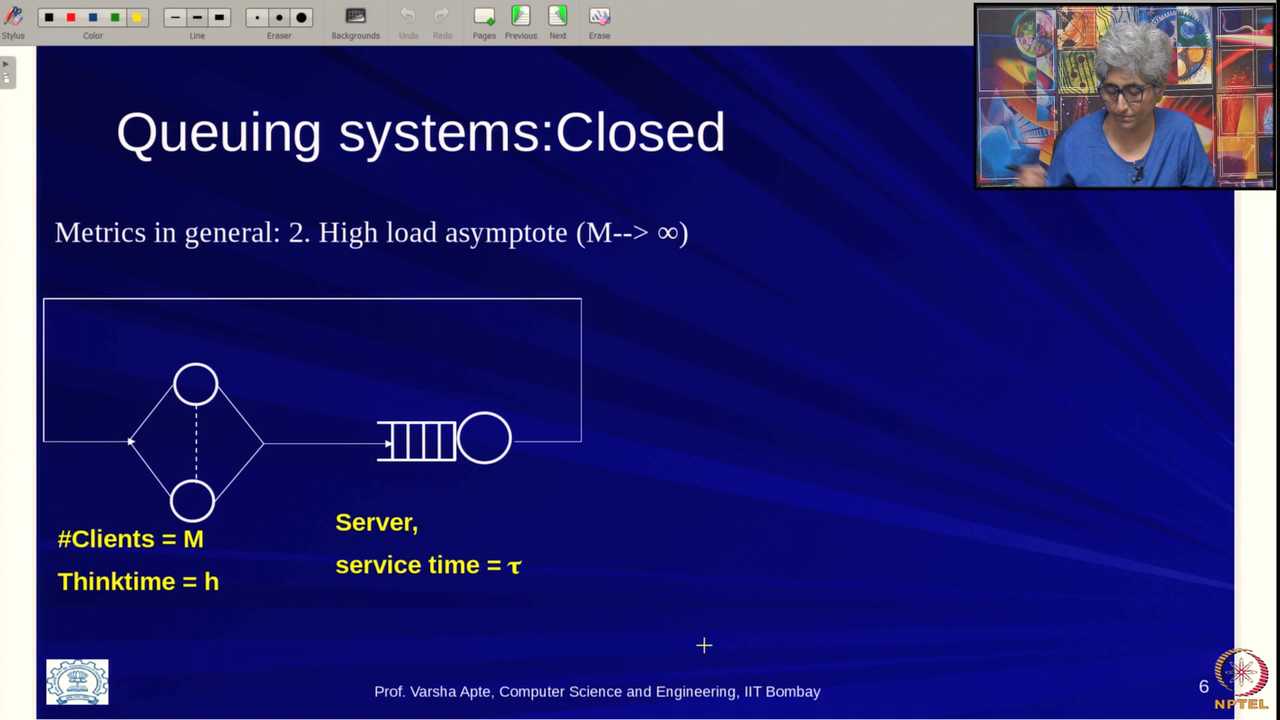 Stylus
Color
Line
Eraser
Backgrounds
Undo
Redo
Pages
Previous
Next
Erase
Queuing systems:Closed
Metrics in general: 2. High load asymptote (M--> ∞)
#Clients = M
Thinktime = h
Server,
service time = τ
Prof. Varsha Apte, Computer Science and Engineering, IIT Bombay
6
NPTEL